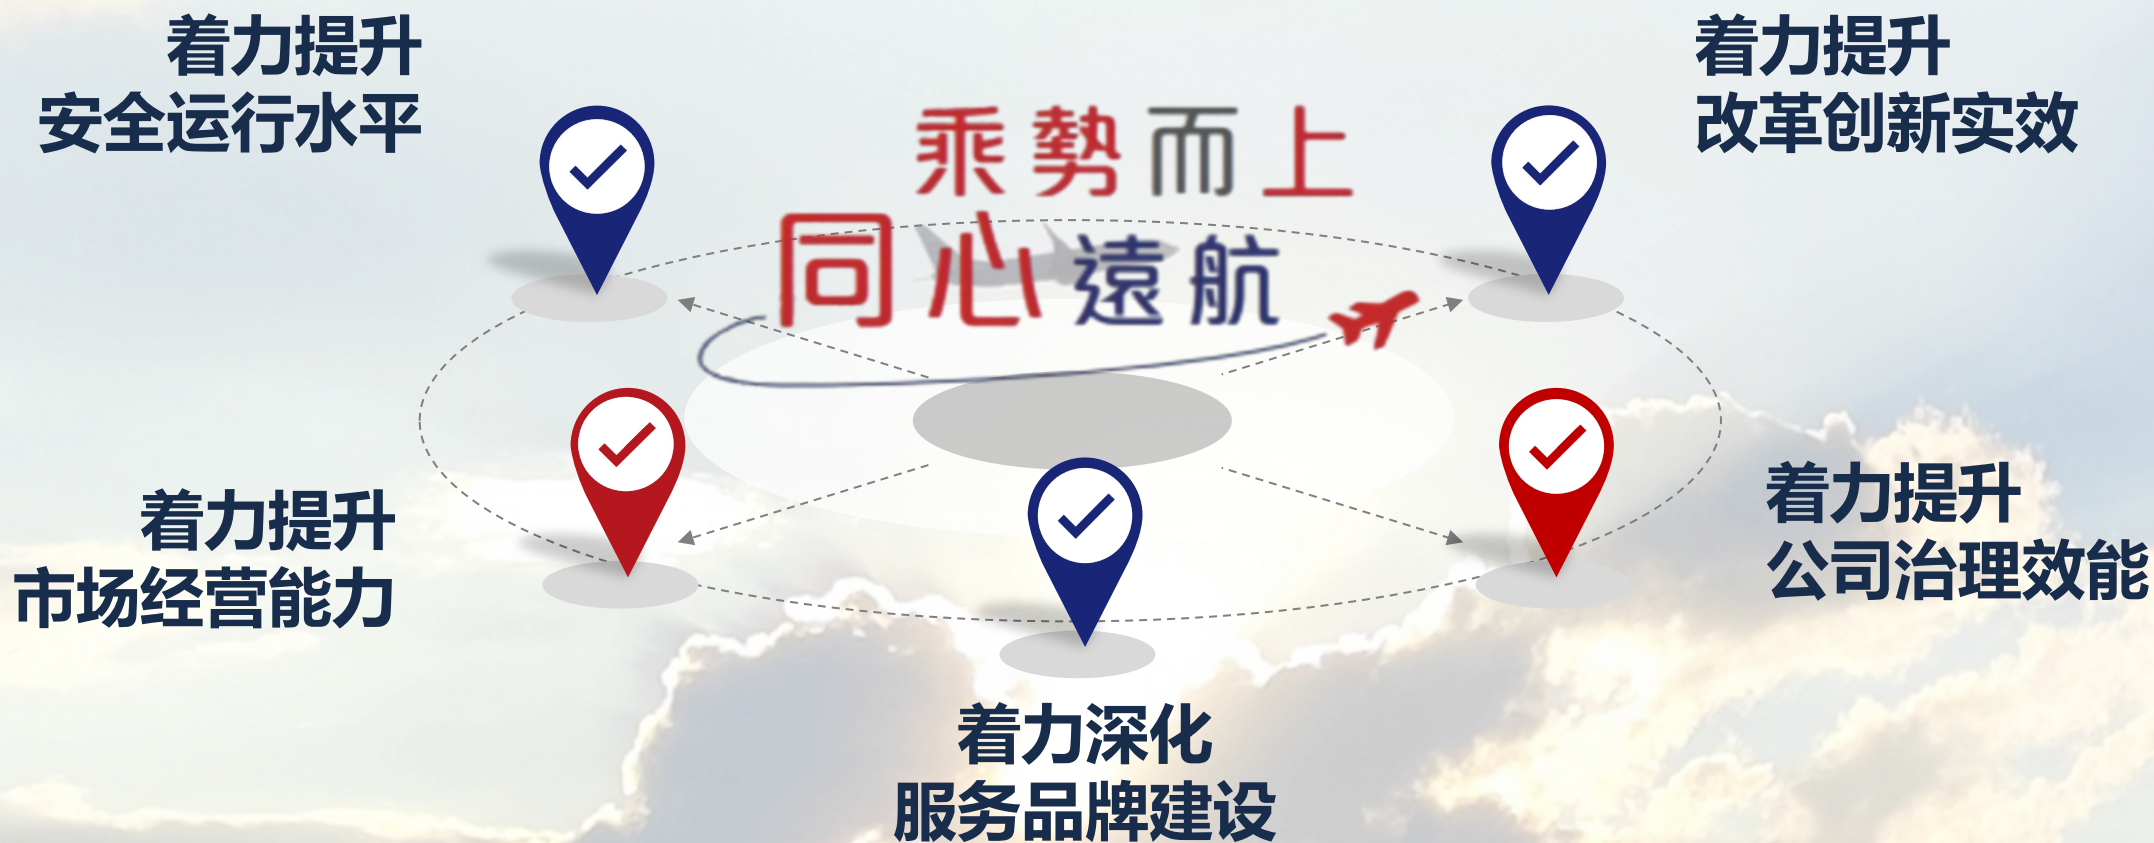 着力提升
安全运行水平
着力提升
改革创新实效
乘勢而上
同心遠航
着力提升
市场经营能力
着力提升
公司治理效能
着力深化
服务品牌建设